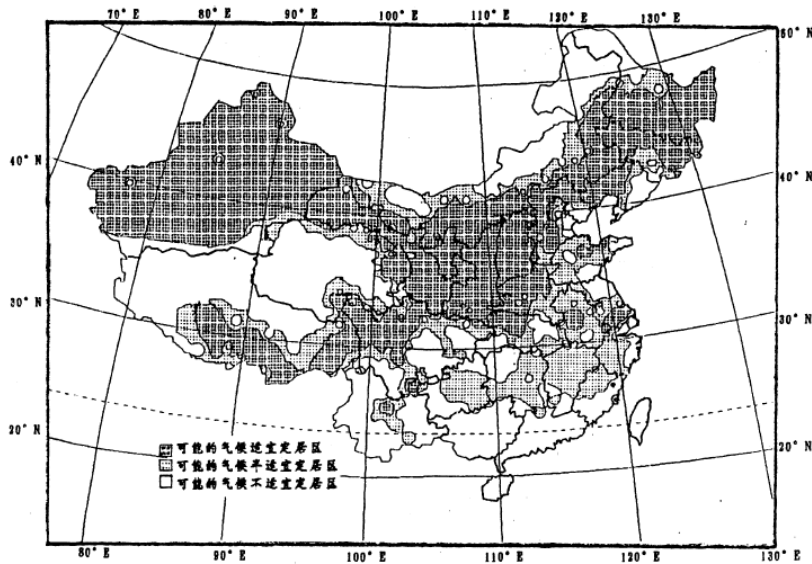 70° E 80° E 90° E 100° E 110° E 120° E 130° E
50° N
40° N
40° N
30° N
30° N
20° N
20° N
可能的气候适宜定居区
可能的气候半适宜定居区
可能的气候不适宜定居区
80° E 90° E 100° E 110° E 120° E 130° E